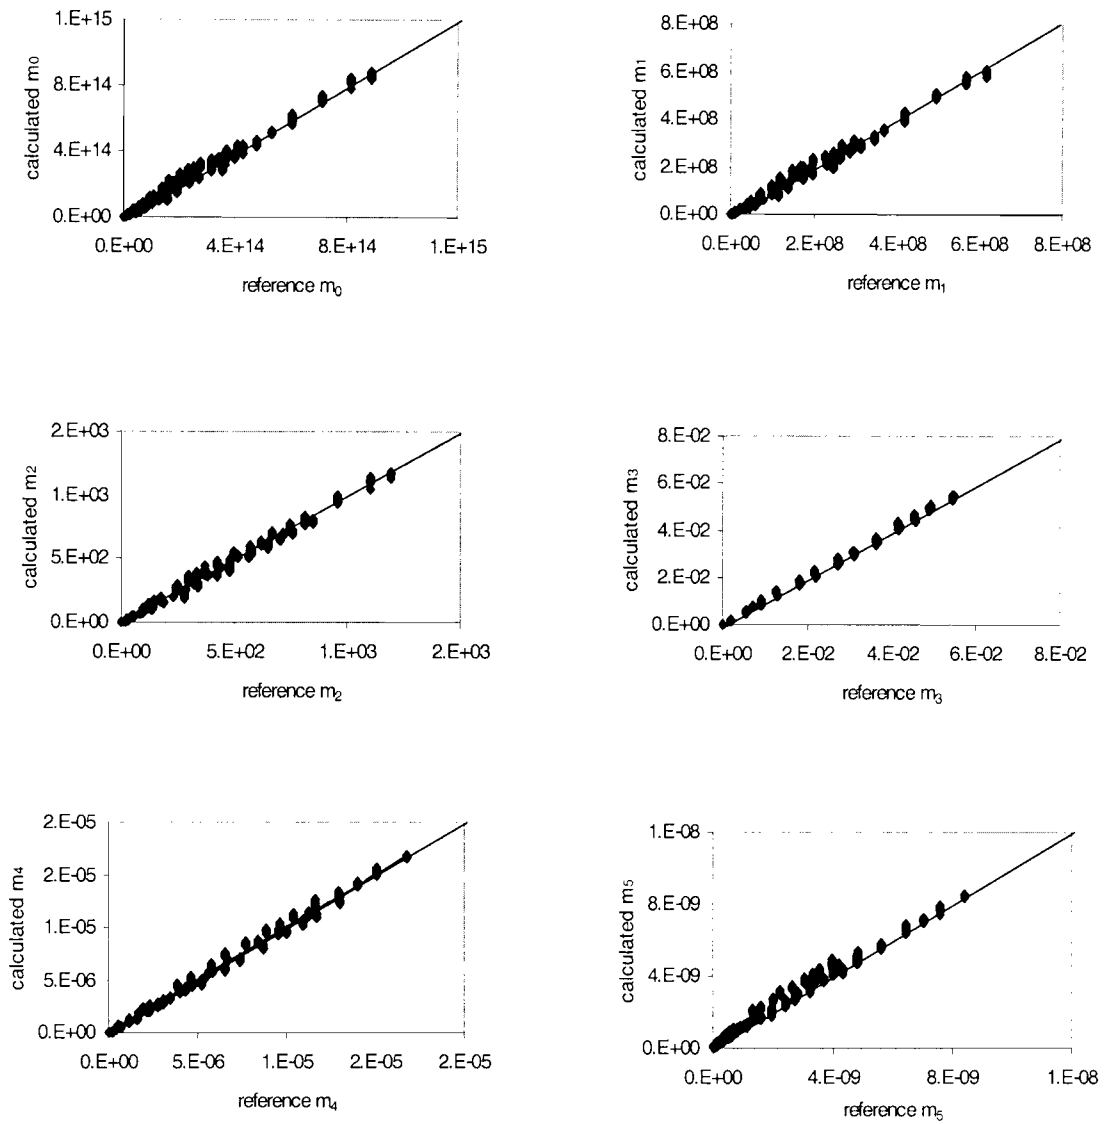 1.E+15
8.E+14
4.E+14
0.E+00
calculated m0
0.E+00 4.E+14 8.E+14 1.E+15
reference m0
8.E+08
6.E+08
4.E+08
2.E+08
0.E+00
calculated m1
0.E+00 2.E+08 4.E+08 6.E+08 8.E+08
reference m1
2.E+03
1.E+03
5.E+02
0.E+00
calculated m2
0.E+00 5.E+02 1.E+03 2.E+03
reference m2
8.E-02
6.E-02
4.E-02
2.E-02
0.E+00
calculated m3
0.E+00 2.E-02 4.E-02 6.E-02 8.E-02
reference m3
2.E-05
2.E-05
1.E-05
5.E-06
0.E+00
calculated m4
0.E+00 5.E-06 1.E-05 2.E-05 2.E-05
reference m4
1.E-08
8.E-09
4.E-09
0.E+00
calculated m5
0.E+00 4.E-09 8.E-09 1.E-08
reference m5